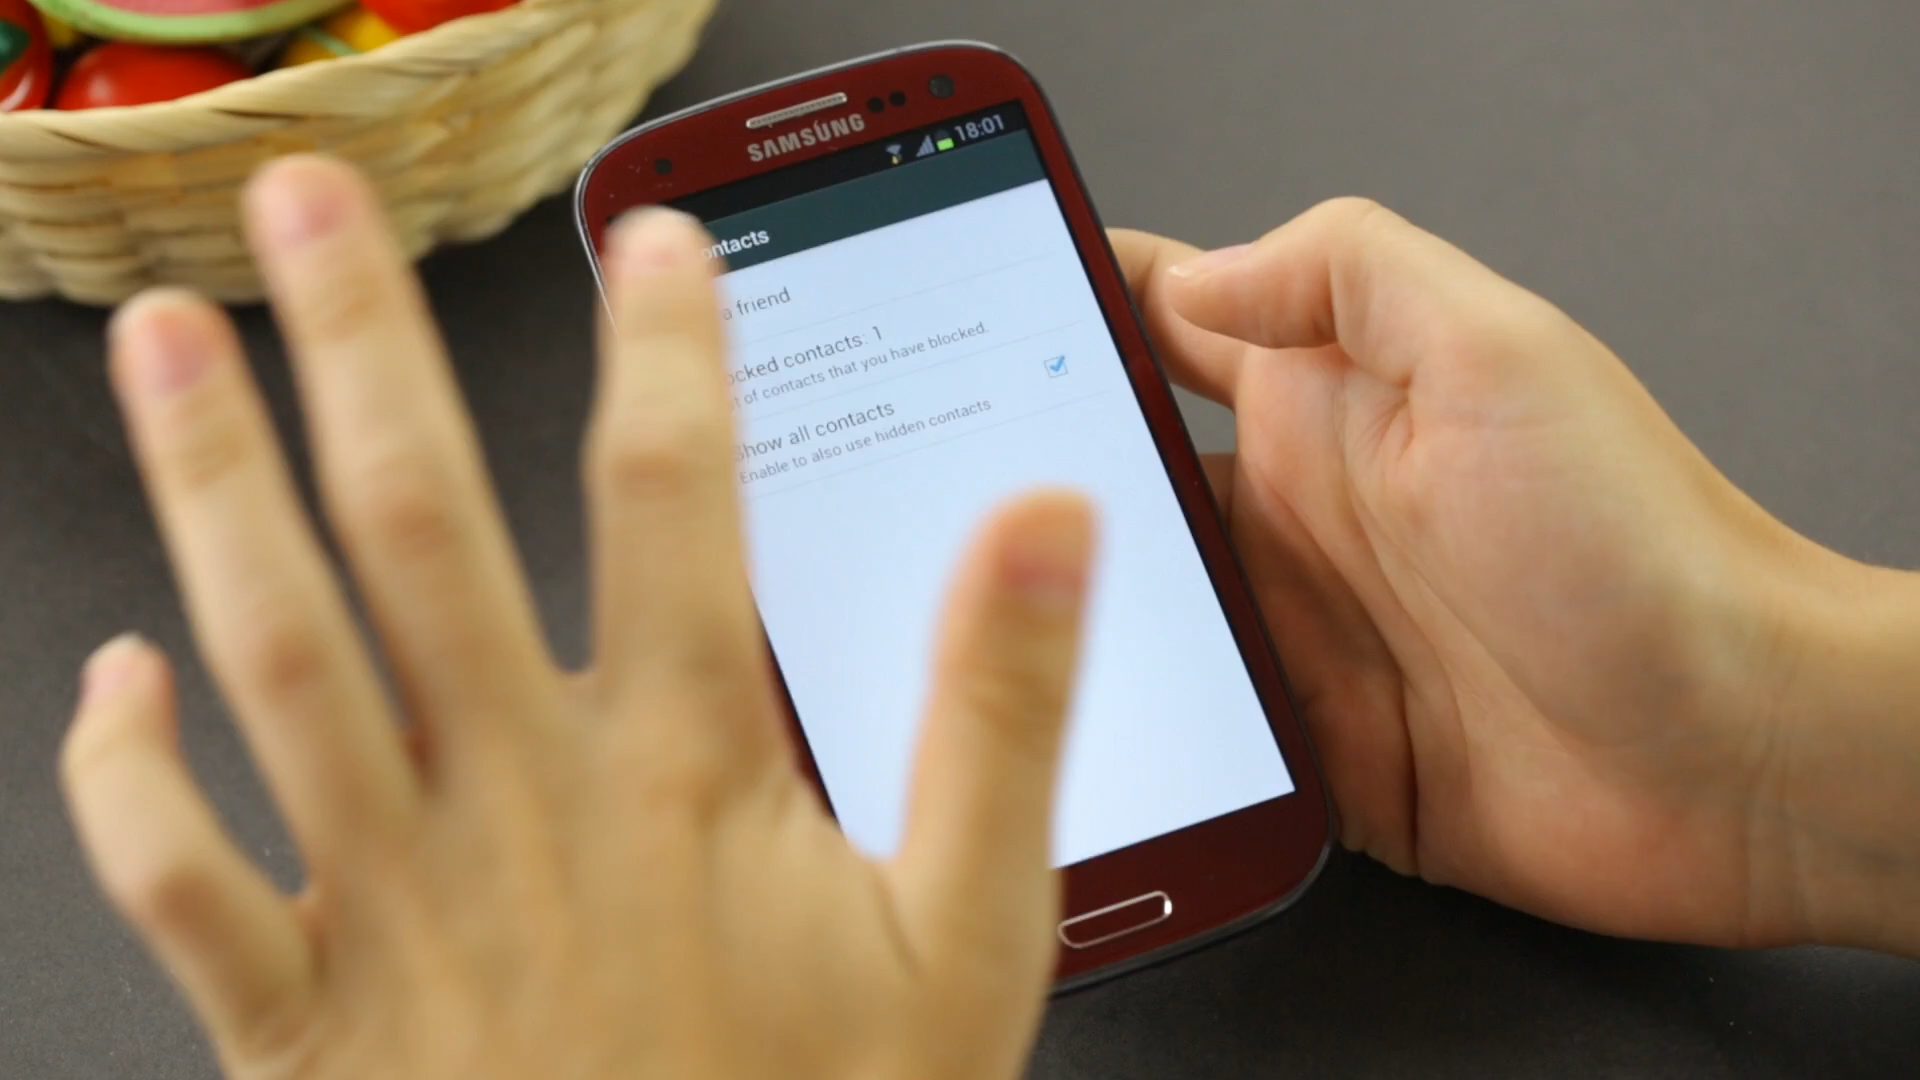 SAMSUNG
18:01
ontacts
a friend
ocked contacts: 1
of contacts that you have blocked.
Show all contacts
Enable to also use hidden contacts